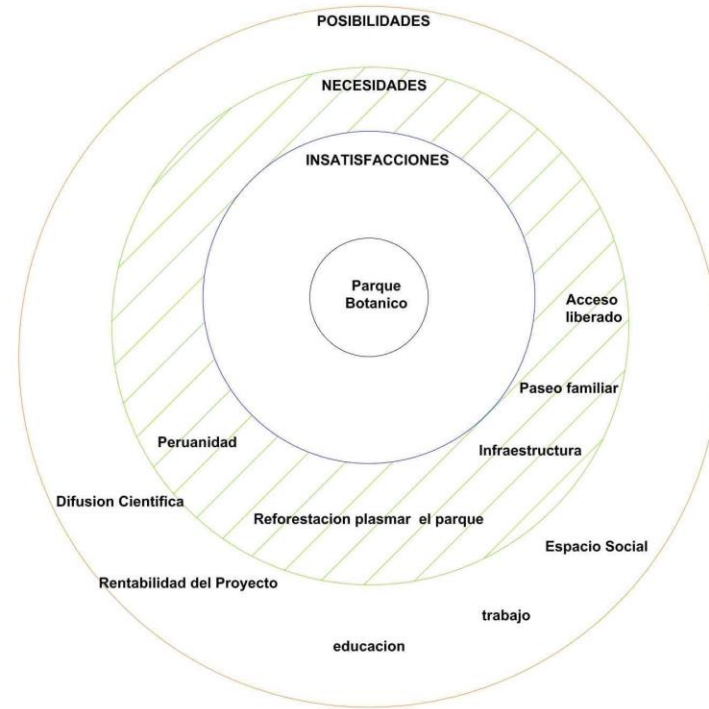 POSIBILIDADES
NECESIDADES
INSATISFACCIONES
Parque
Botanico
Acceso
liberado
Paseo familiar
Peruanidad
Infraestructura
Difusion Cientifica
Reforestacion plasmar el parque
Espacio Social
Rentabilidad del Proyecto
trabajo
educacion